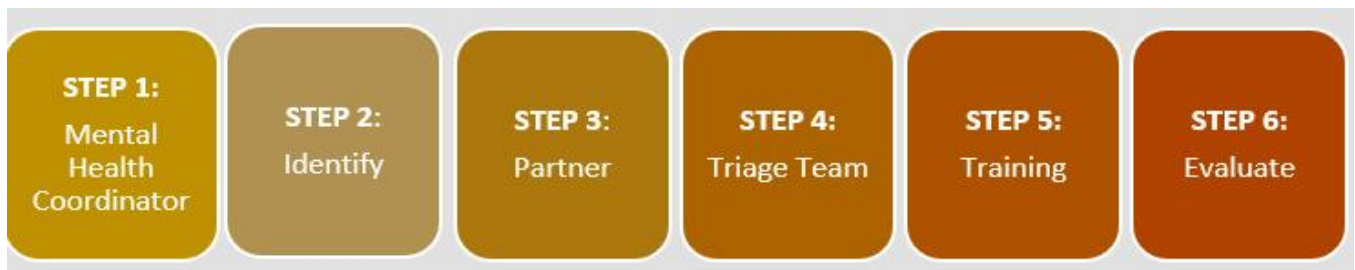 STEP 1:
Mental
Health
Coordinator
STEP 2:
Identify
STEP 3:
Partner
STEP 4:
Triage Team
STEP 5:
Training
STEP 6:
Evaluate